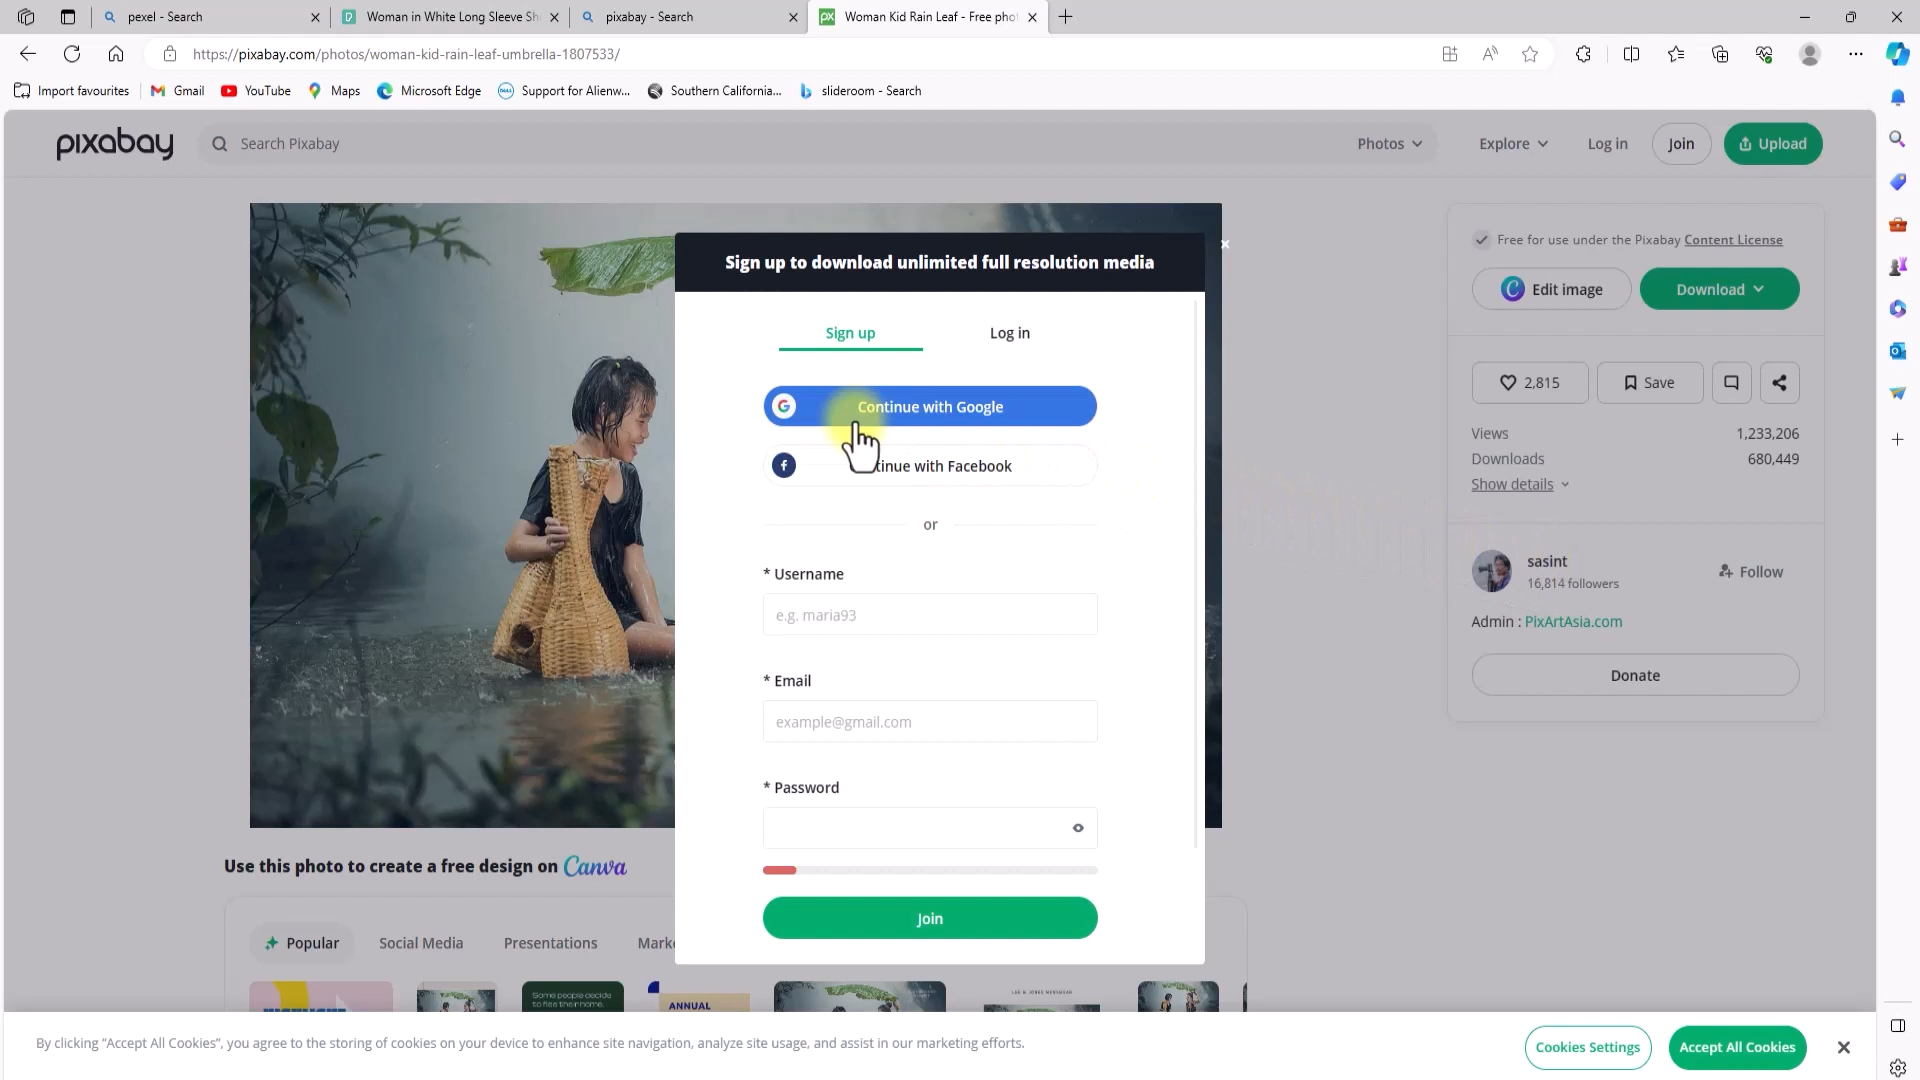 pexel - Search
Woman in White Long Sleeve Shi
pixabay - Search
Woman Kid Rain Leaf - Free phot
https://pixabay.com/photos/woman-kid-rain-leaf-umbrella-1807533/
Import favourites
Gmail
YouTube
Maps
Microsoft Edge
Support for Alienw...
Southern California...
slideroom - Search
pixabay
Search Pixabay
Photos
Explore
Log in
Join
Upload
Sign up to download unlimited full resolution media
Sign up
Log in
Continue with Google
tinue with Facebook
or
* Username
e.g. maria93
* Email
example@gmail.com
* Password
Join
Free for use under the Pixabay Content License
Edit image
Download
2,815
Save
Views 1,233,206
Downloads 680,449
Show details
sasint
16,814 followers
Follow
Admin : PixArtAsia.com
Donate
Use this photo to create a free design on Canva
Popular
Social Media
Presentations
Marke
Some people decide
to flee their home.
ANNUAL
By clicking “Accept All Cookies”, you agree to the storing of cookies on your device to enhance site navigation, analyze site usage, and assist in our marketing efforts.
Cookies Settings
Accept All Cookies